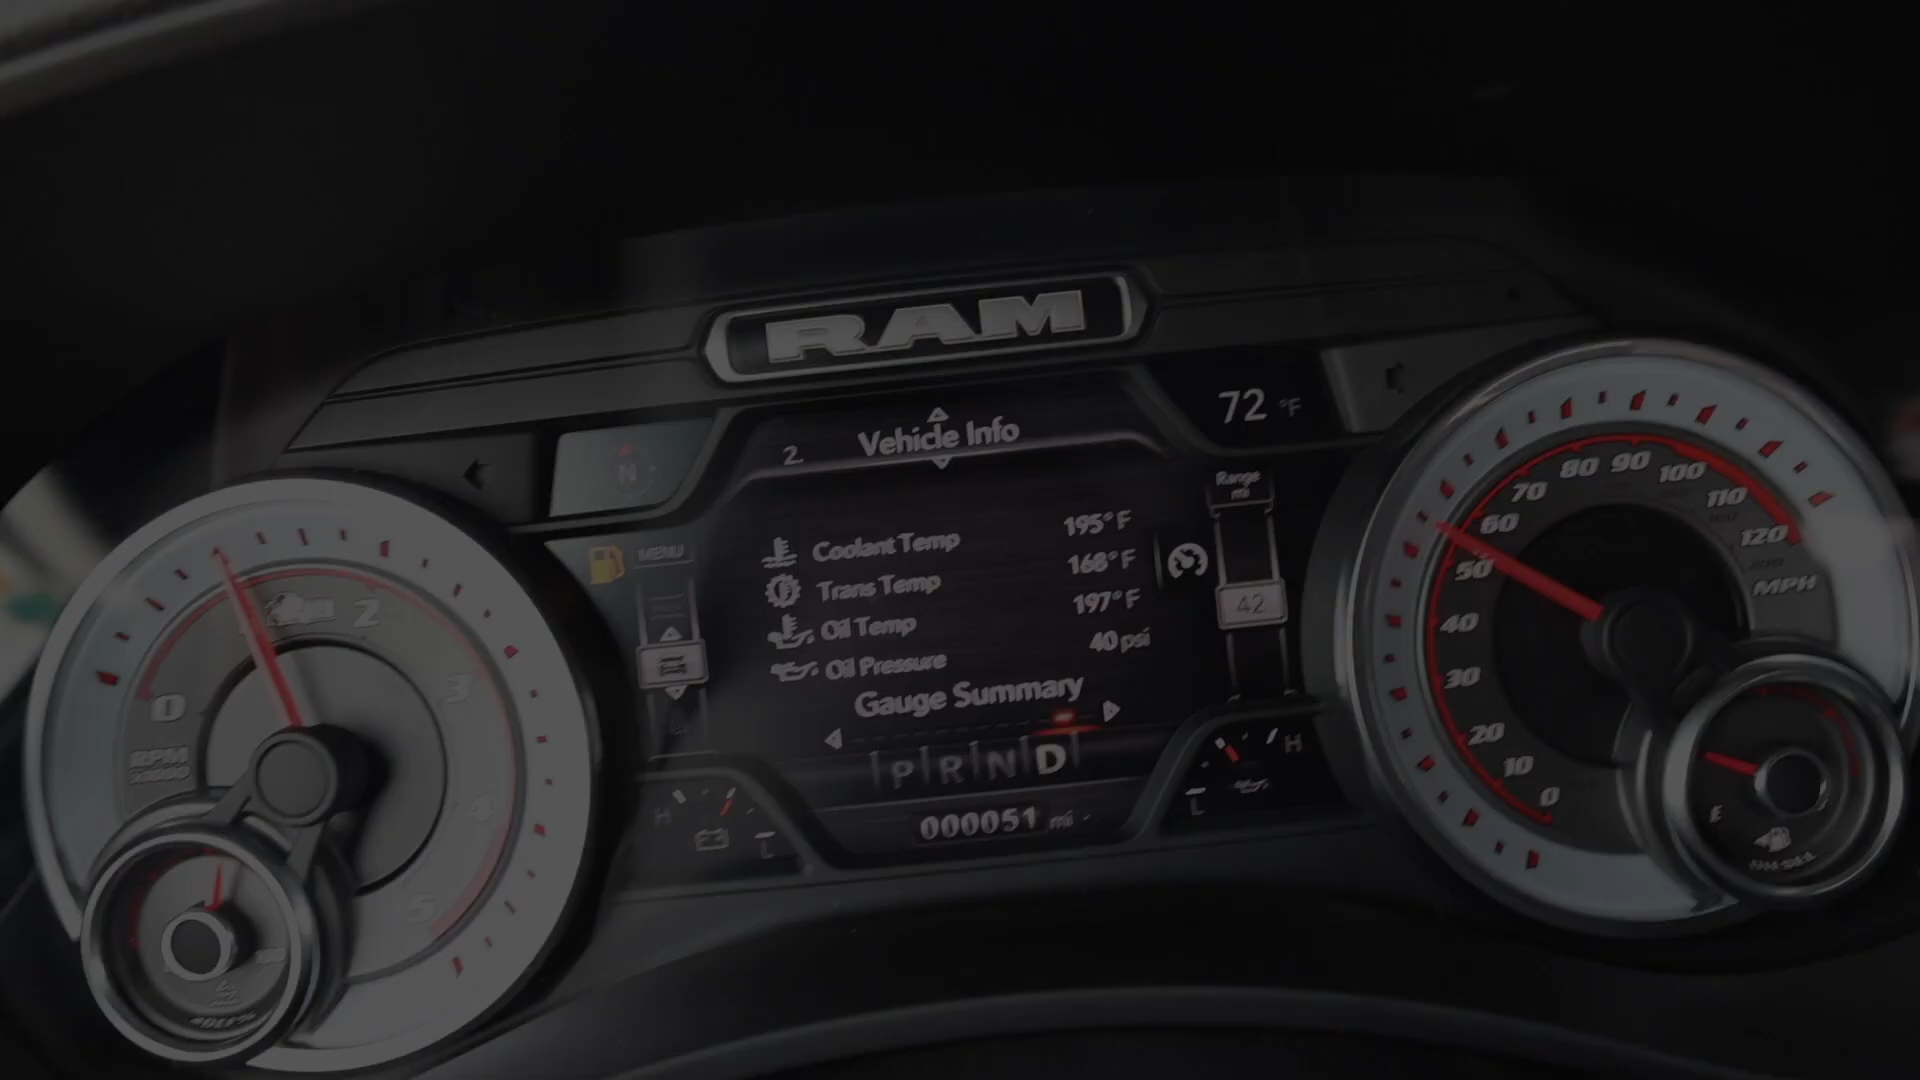 RAM
72 °F
2. Vehicle Info
N
MENU
Range
mi
Coolant Temp 195°F
Trans Temp 168°F
Oil Temp 197°F
Oil Pressure 40 psi
42
Gauge Summary
P R N D
000051 mi
H
L
L
H
0
2
3
4
5
RPM
0
10
20
30
40
50
60
70
80
90
100
110
120
MPH
E